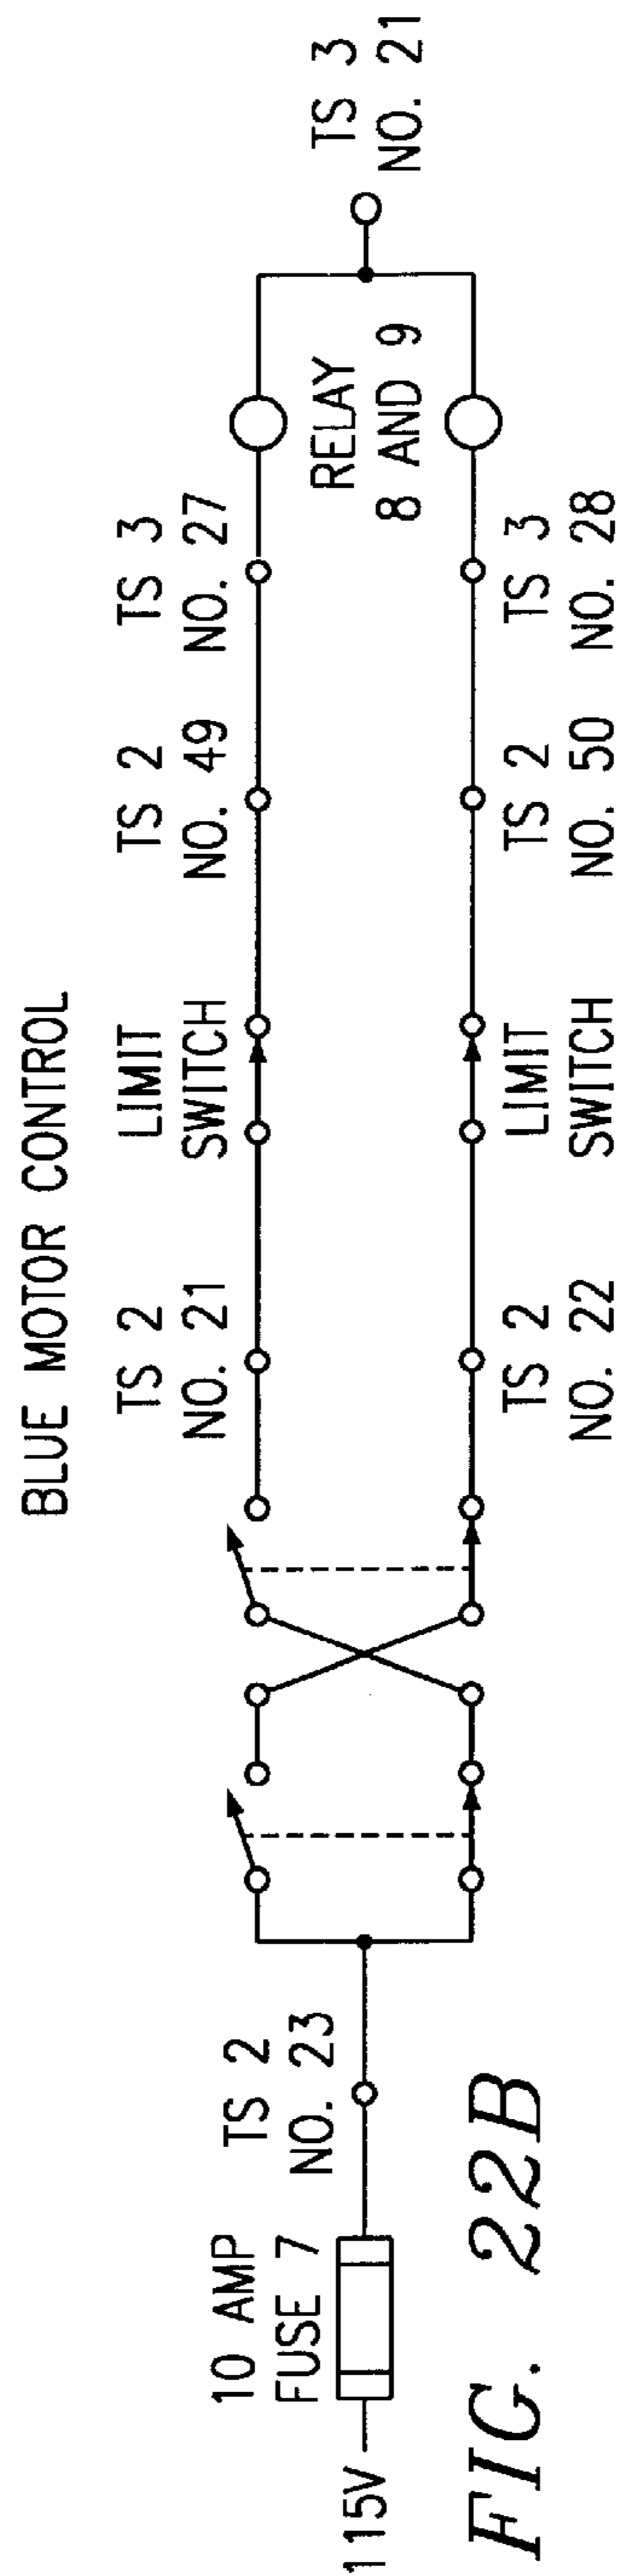 BLUE MOTOR CONTROL
115V
10 AMP
FUSE 7
TS 2
NO. 23
TS 2
NO. 21
LIMIT
SWITCH
TS 2
NO. 49
TS 3
NO. 27
RELAY
8 AND 9
TS 3
NO. 21
TS 2
NO. 22
LIMIT
SWITCH
TS 2
NO. 50
TS 3
NO. 28
FIG. 22B